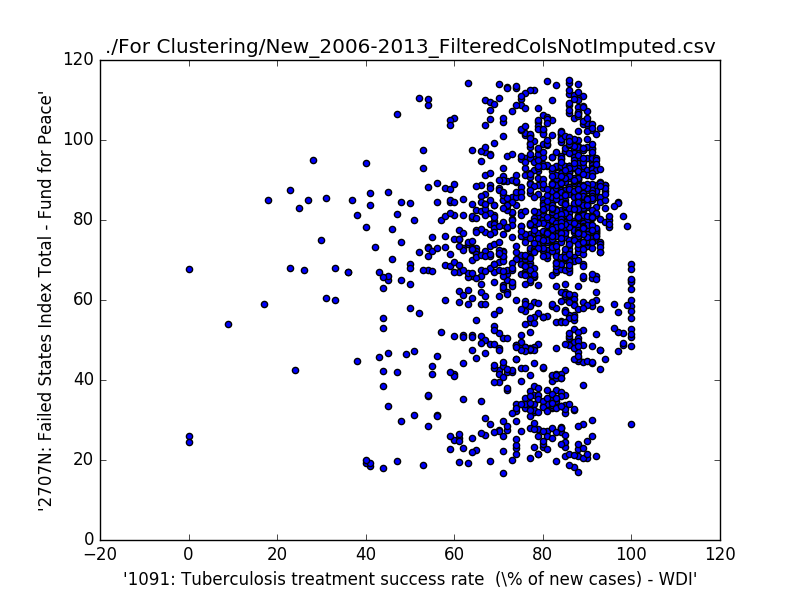 ./For Clustering/New_2006-2013_FilteredColsNotImputed.csv
120
100
80
60
40
20
0
'2707N: Failed States Index Total - Fund for Peace'
−20 0 20 40 60 80 100 120
'1091: Tuberculosis treatment success rate  (\% of new cases) - WDI'